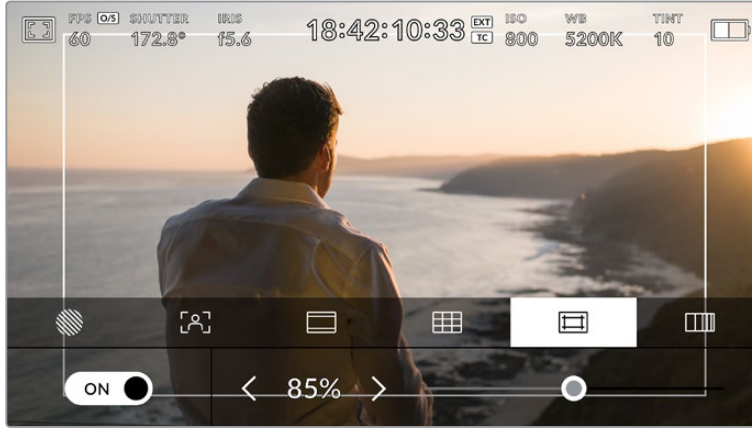 FPS O/S SHUTTER IRIS 18:42:10:33 EXT ISO WB TINT
60 172.8° f5.6 TC 800 5200K 10
ON 85%